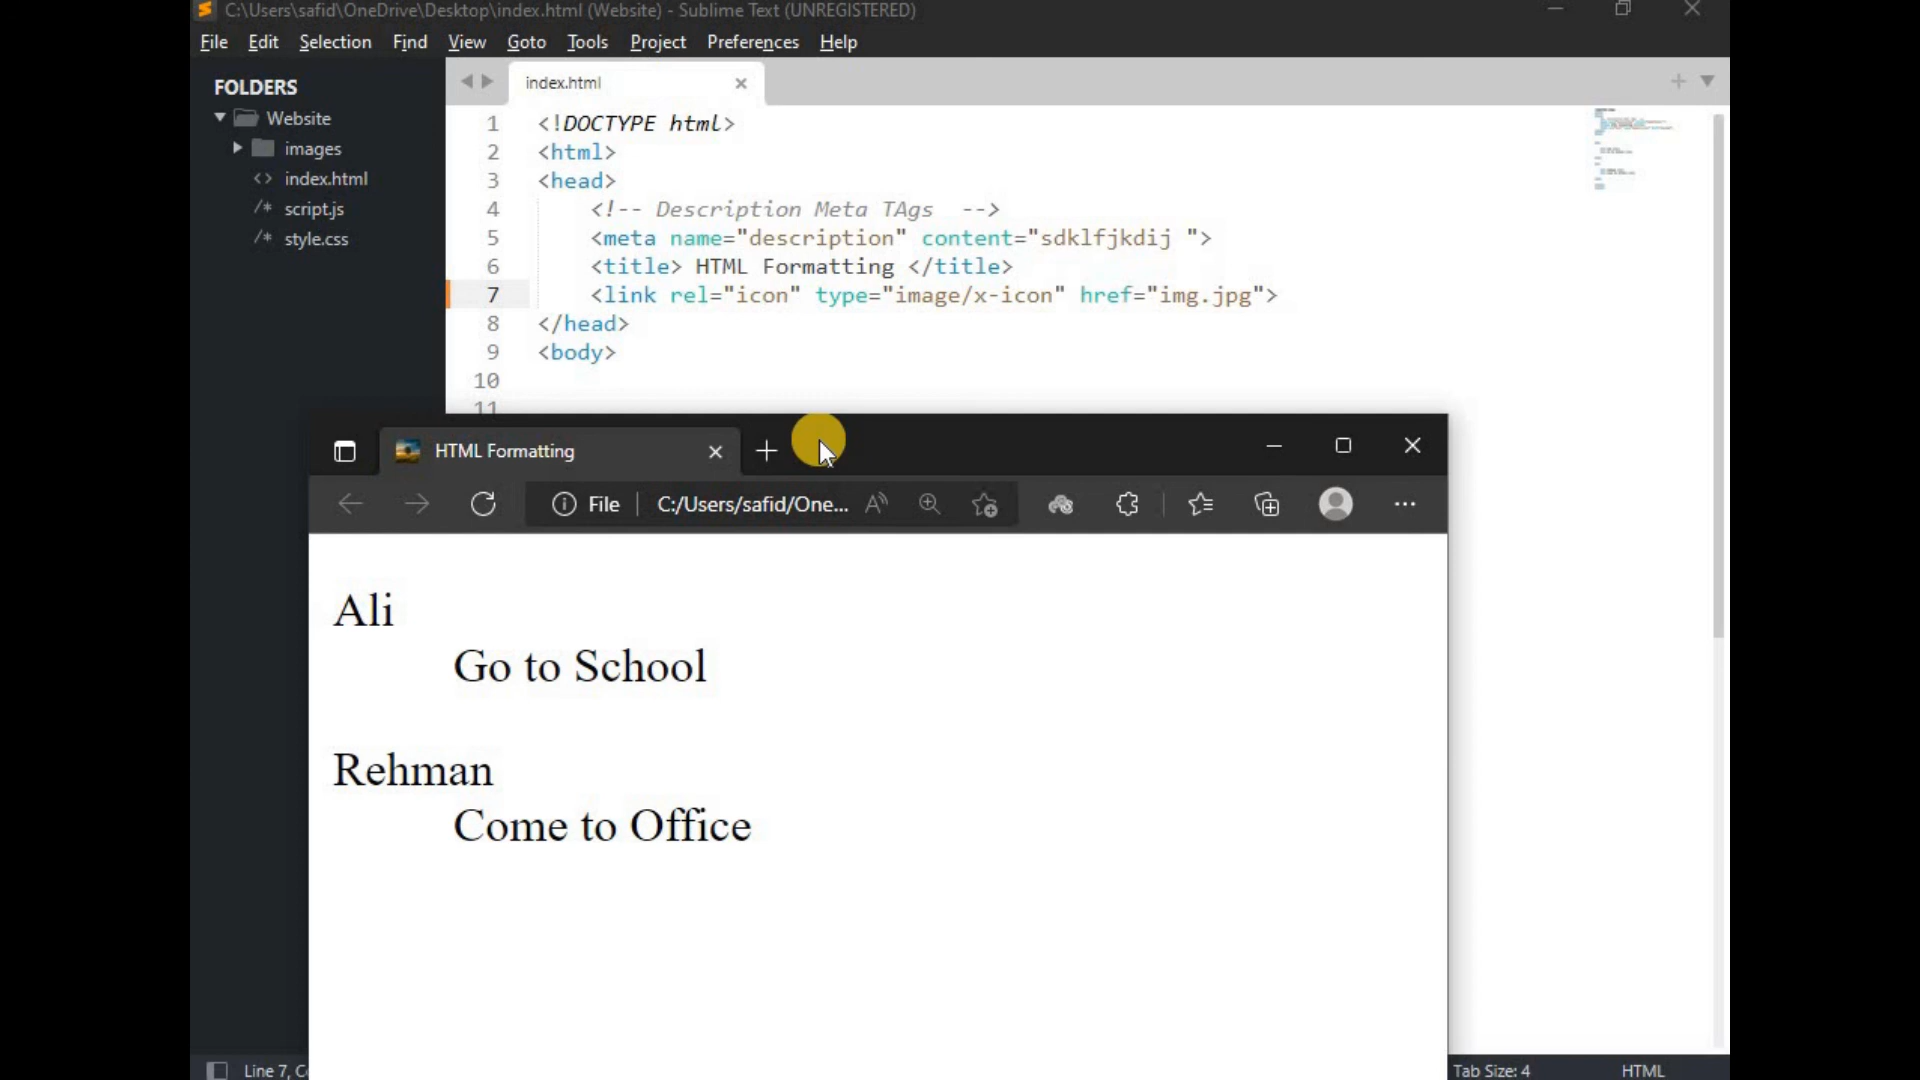 C:\Users\safid\OneDrive\Desktop\index.html (Website) - Sublime Text (UNREGISTERED)
File Edit Selection Find View Goto Tools Project Preferences Help
FOLDERS
Website
images
<> index.html
/* script.js
/* style.css
index.html
1 <!DOCTYPE html>
2 <html>
3 <head>
4 <!-- Description Meta TAgs -->
5 <meta name="description" content="sdklfjkdij ">
6 <title> HTML Formatting </title>
7 <link rel="icon" type="image/x-icon" href="img.jpg">
8 </head>
9 <body>
10
11
HTML Formatting
File C:/Users/safid/One...
Ali
Go to School
Rehman
Come to Office
Line 7,
Tab Size: 4
HTML